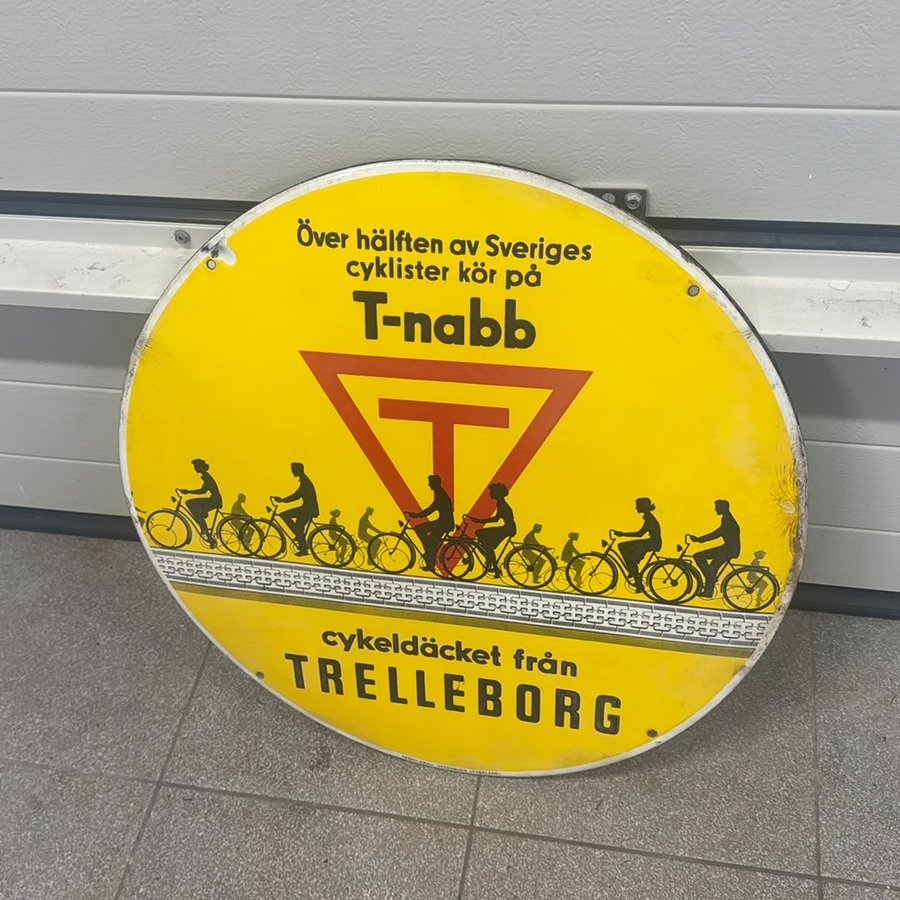 Över hälften av Sveriges
cyklister kör på
T-nabb
T
cykeldäcket från
TRELLEBORG